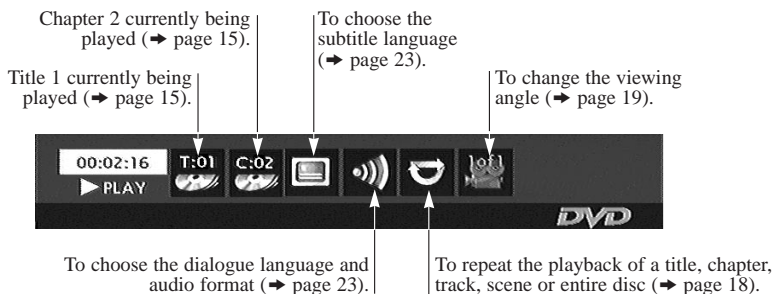 Chapter 2 currently being
played (➔ page 15).
To choose the
subtitle language
(➔ page 23).
Title 1 currently being
played (➔ page 15).
To change the viewing
angle (➔ page 19).
00:02:16
PLAY
T:01
C:02
1of1
DVD
To choose the dialogue language and
audio format (➔ page 23).
To repeat the playback of a title, chapter,
track, scene or entire disc (➔ page 18).